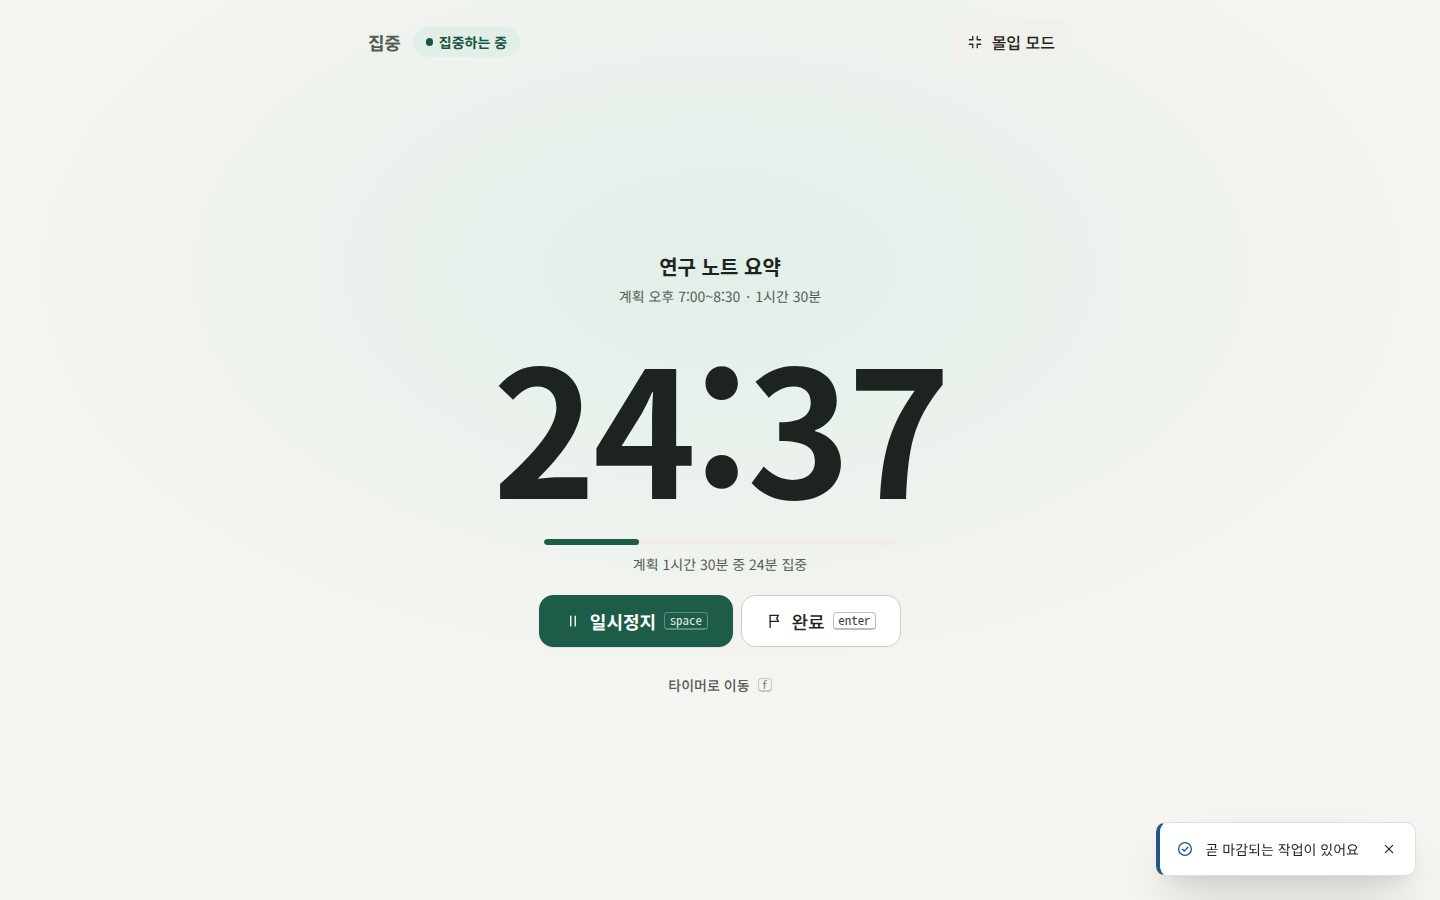 집중 집중하는 중 몰입 모드
연구 노트 요약
계획 오후 7:00~8:30 · 1시간 30분
24:37
계획 1시간 30분 중 24분 집중
일시정지 space 완료 enter
타이머로 이동 f
곧 마감되는 작업이 있어요